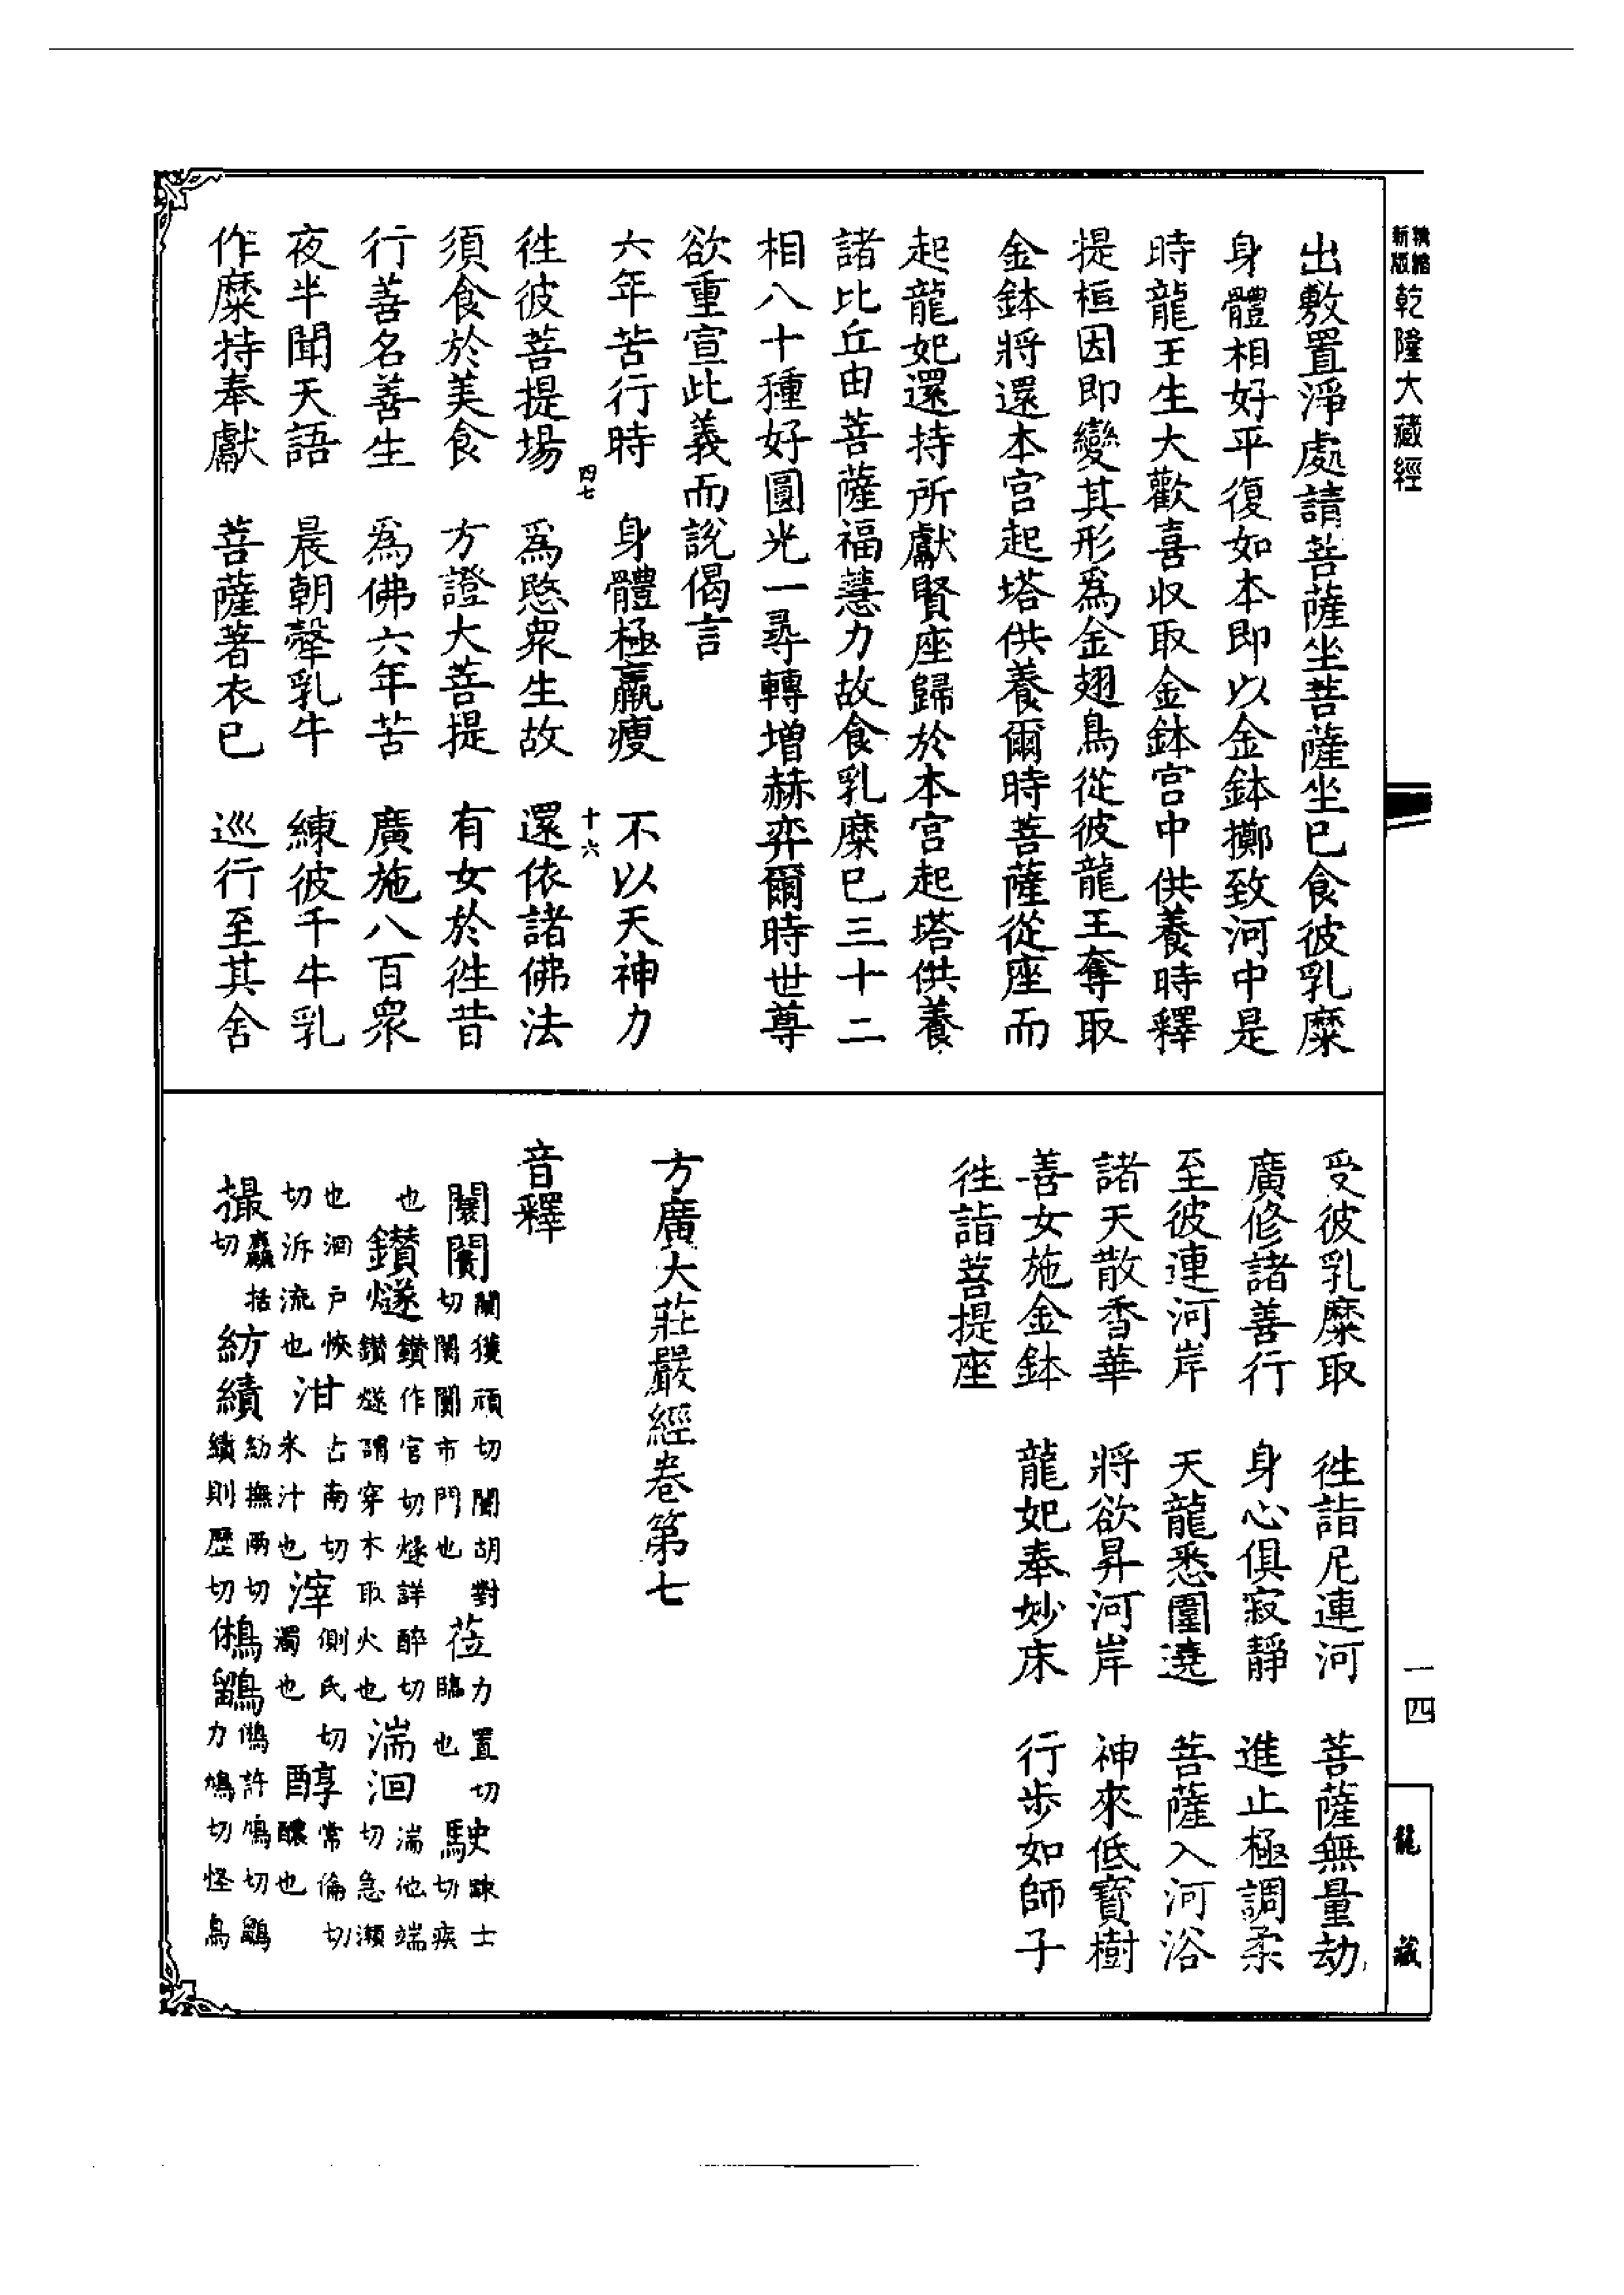 新版精縮乾隆大藏經
出敷置淨處請菩薩坐菩薩坐已食彼乳糜
身體相好平復如本即以金鉢擲致河中是
時龍王生大歡喜收取金鉢宮中供養時釋
提桓因即變其形爲金翅鳥從彼龍王奪取
金鉢將還本宮起塔供養爾時菩薩從座而
起龍妃還持所獻賢座歸於本宮起塔供養
諸比丘由菩薩福慧力故食乳糜已三十二
相八十種好圓光一尋轉增赫弈爾時世尊
欲重宣此義而說偈言
六年苦行時 身體極羸瘦 不以天神力
四七 十六
往彼菩提場 爲愍衆生故 還依諸佛法
須食於美食 方證大菩提 有女於往昔
行善名善生 爲佛六年苦 廣施八百衆
夜半聞天語 晨朝𤛗乳牛 練彼千牛乳
作糜持奉獻 菩薩著衣已 巡行至其舍
受彼乳糜取 往詣尼連河 菩薩無量劫
廣修諸善行 身心俱寂靜 進止極調柔
至彼連河岸 天龍悉圍遶 菩薩入河浴
諸天散香華 將欲昇河岸 神來低寶樹
善女施金鉢 龍妃奉妙床 行步如師子
往詣菩提座
方廣大莊嚴經卷第七
音釋
闤闠闤獲頑切闠胡對切闤闠市門也 莅力置切臨也 駛踈士切疾
也 鑽燧鑽作官切燧詳醉切鑽燧謂穿木取火也 湍洄湍他端切急瀬
也洄戶恢切泝流也 泔古南切米汁也 滓側氏切濁也 醇常倫切醲也
撮麤括切 紡績紡撫兩切績則歷切 鵂鶹鵂許鳩切鶹力鳩切怪鳥
一四
龍藏